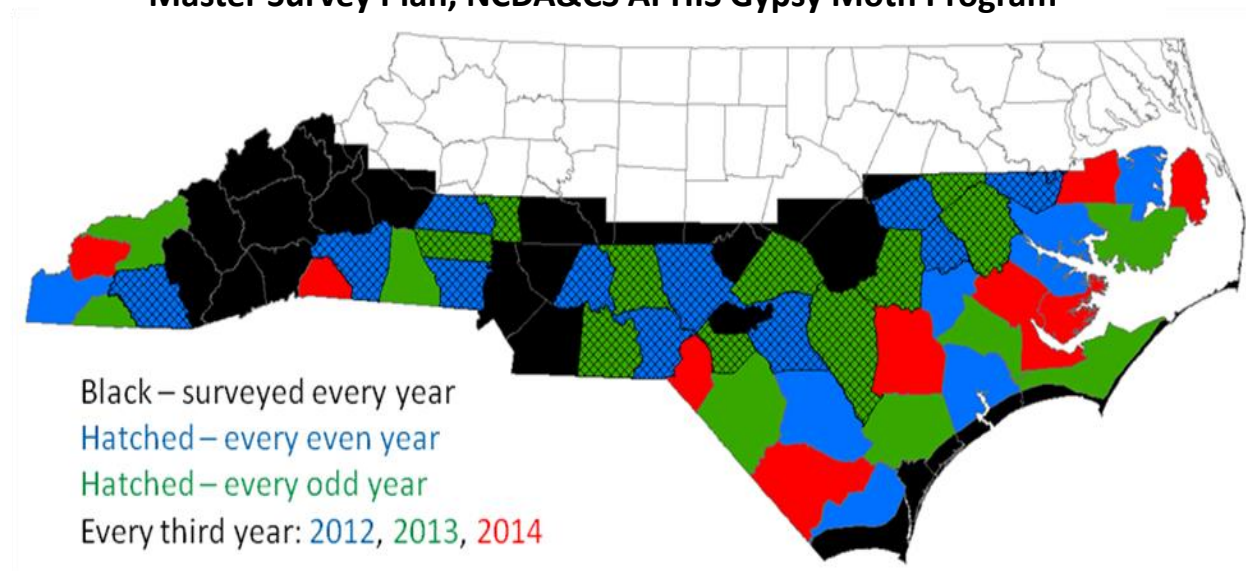 Master Survey Plan, NCDA&CS APHIS Gypsy Moth Program
Black – surveyed every year
Hatched – every even year
Hatched – every odd year
Every third year: 2012, 2013, 2014